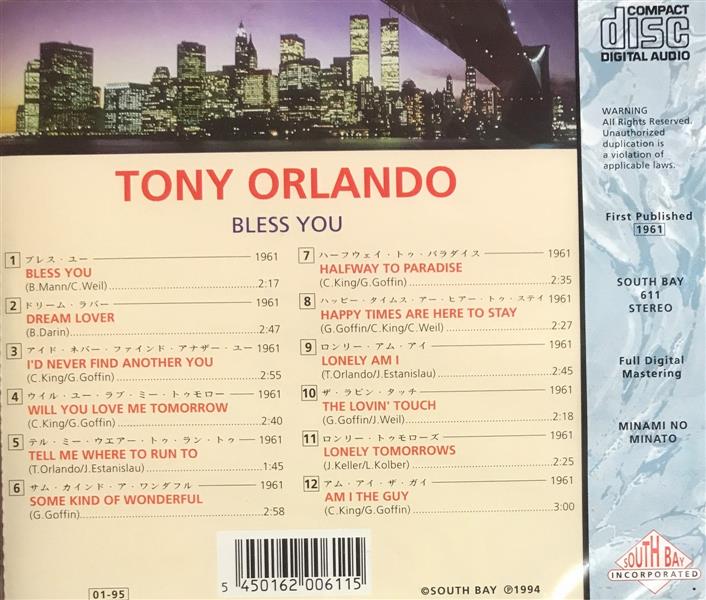 COMPACT
disc
DIGITAL AUDIO
TONY ORLANDO
BLESS YOU
1 ブレス・ユー 1961
BLESS YOU
(B.Mann/C.Weil) 2:17
2 ドリーム・ラバー 1961
DREAM LOVER
(B.Darin) 2:47
3 アイド・ネバー・ファインド・アナザー・ユー 1961
I'D NEVER FIND ANOTHER YOU
(C.King/G.Goffin) 2:55
4 ウイル・ユー・ラブ・ミー・トゥモロー 1961
WILL YOU LOVE ME TOMORROW
(C.King/G.Goffin) 2:40
5 テル・ミー・ウエアー・トゥ・ラン・トゥ 1961
TELL ME WHERE TO RUN TO
(T.Orlando/J.Estanislau) 1:45
6 サム・カインド・ア・ワンダフル 1961
SOME KIND OF WONDERFUL
(G.Goffin) 2:58
7 ハーフウェイ・トゥ・パラダイス 1961
HALFWAY TO PARADISE
(C.King/G.Goffin) 2:35
8 ハッピー・タイムス・アー・ヒアー・トゥ・ステイ 1961
HAPPY TIMES ARE HERE TO STAY
(G.Goffin/C.King/C.Weil) 2:27
9 ロンリー・アム・アイ 1961
LONELY AM I
(T.Orlando/J.Estanislau) 2:45
10 ザ・ラビン・タッチ 1961
THE LOVIN' TOUCH
(G.Goffin/J.Weil) 2:18
11 ロンリー・トゥモローズ 1961
LONELY TOMORROWS
(J.Keller/L.Kolber) 2:25
12 アム・アイ・ザ・ガイ 1961
AM I THE GUY
(C.King/G.Goffin) 3:00
01-95
5 450162 006115
©SOUTH BAY ℗1994
WARNING
All Rights Reserved.
Unauthorized
duplication is
a violation of
applicable laws.
First Published
1961
SOUTH BAY
611
STEREO
Full Digital
Mastering
MINAMI NO
MINATO
SOUTH BAY
INCORPORATED